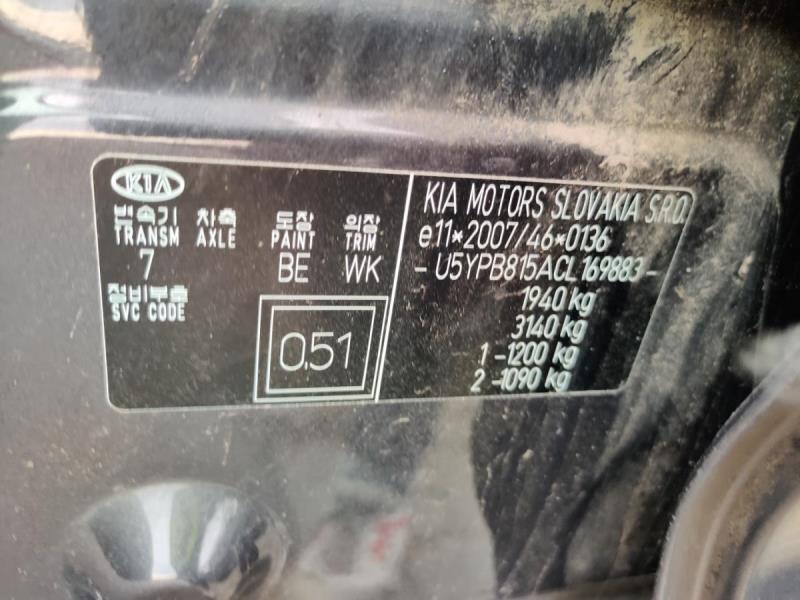 KIA
변속기 차축 도장 의장
TRANSM AXLE PAINT TRIM
7 BE WK
정비부호
SVC CODE
0.51
KIA MOTORS SLOVAKIA S.R.O.
e11*2007/46*0136
- U5YPB815ACL169883 -
1940 kg
3140 kg
1 -1200 kg
2 -1090 kg